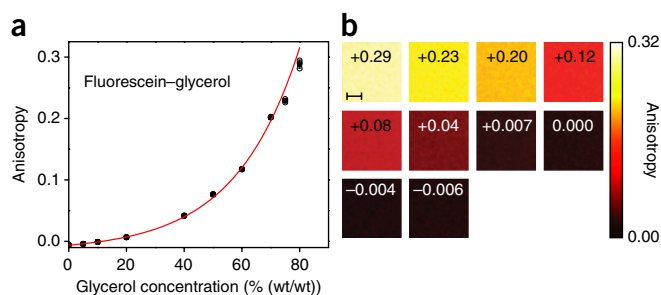 a
Fluorescein–glycerol
Anisotropy
0.3
0.2
0.1
0.0
0 20 40 60 80
Glycerol concentration (% (wt/wt))
b
+0.29 +0.23 +0.20 +0.12
+0.08 +0.04 +0.007 0.000
–0.004 –0.006
0.32
Anisotropy
0.00